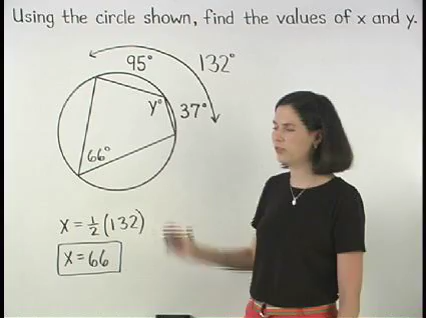 Using the circle shown, find the values of x and y.
95°
132°
y°
37°
66°
x = 1/2 (132)
x = 66